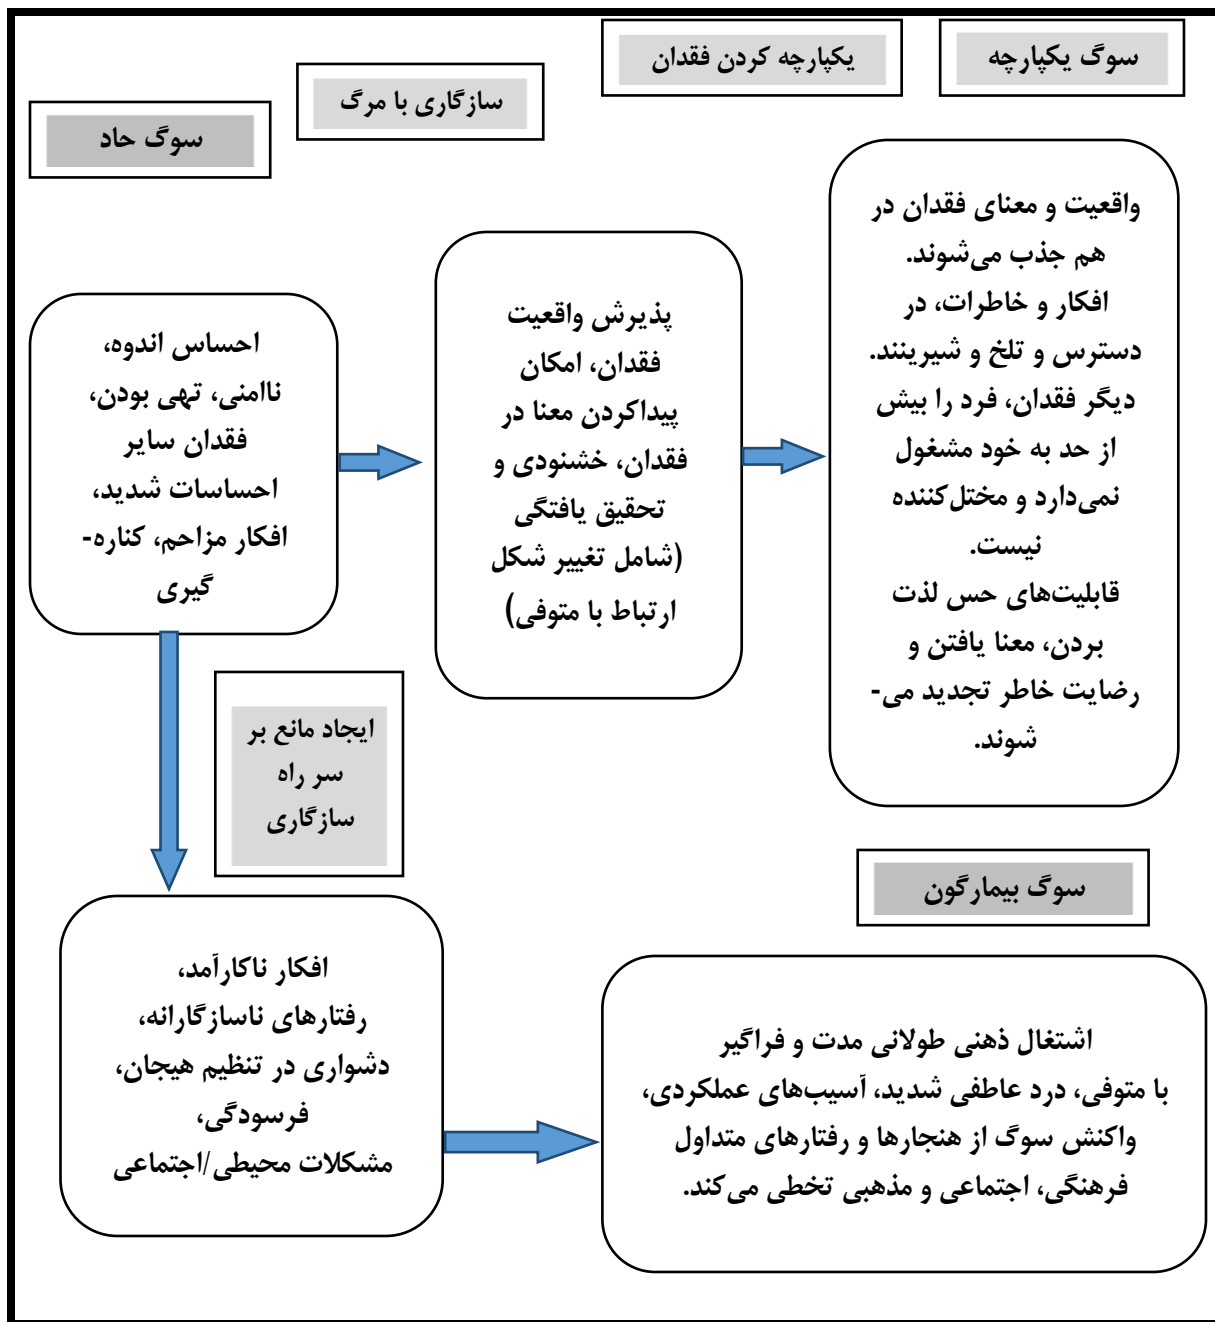 سوگ حاد
سازگاری با مرگ
یکپارچه کردن فقدان
سوگ یکپارچه
احساس اندوه،
ناامنی، تهی بودن،
فقدان سایر
احساسات شدید،
افکار مزاحم، کناره-
گیری
پذیرش واقعیت
فقدان، امکان
پیداکردن معنا در
فقدان، خشنودی و
تحقیق یافتگی
(شامل تغییر شکل
ارتباط با متوفی)
واقعیت و معنای فقدان در
هم جذب می‌شوند.
افکار و خاطرات، در
دسترس و تلخ و شیرینند.
دیگر فقدان، فرد را بیش
از حد به خود مشغول
نمی‌دارد و مختل‌کننده
نیست.
قابلیت‌های حس لذت
بردن، معنا یافتن و
رضایت خاطر تجدید می-
شوند.
ایجاد مانع بر
سر راه
سازگاری
سوگ بیمارگون
افکار ناکارآمد،
رفتارهای ناسازگارانه،
دشواری در تنظیم هیجان،
فرسودگی،
مشکلات محیطی/اجتماعی
اشتغال ذهنی طولانی مدت و فراگیر
با متوفی، درد عاطفی شدید، آسیب‌های عملکردی،
واکنش سوگ از هنجارها و رفتارهای متداول
فرهنگی، اجتماعی و مذهبی تخطی می‌کند.